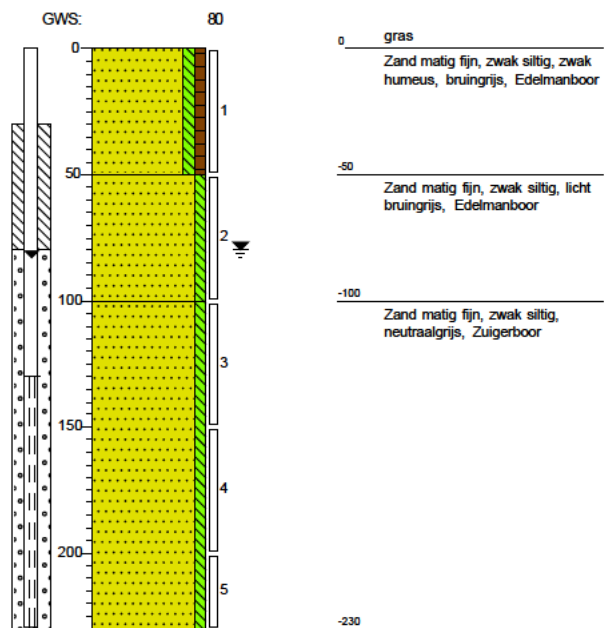 GWS: 80
0
50
100
150
200
1
2
3
4
5
0 gras
Zand matig fijn, zwak siltig, zwak
humeus, bruingrijs, Edelmanboor
-50
Zand matig fijn, zwak siltig, licht
bruingrijs, Edelmanboor
-100
Zand matig fijn, zwak siltig,
neutraalgrijs, Zuigerboor
-230